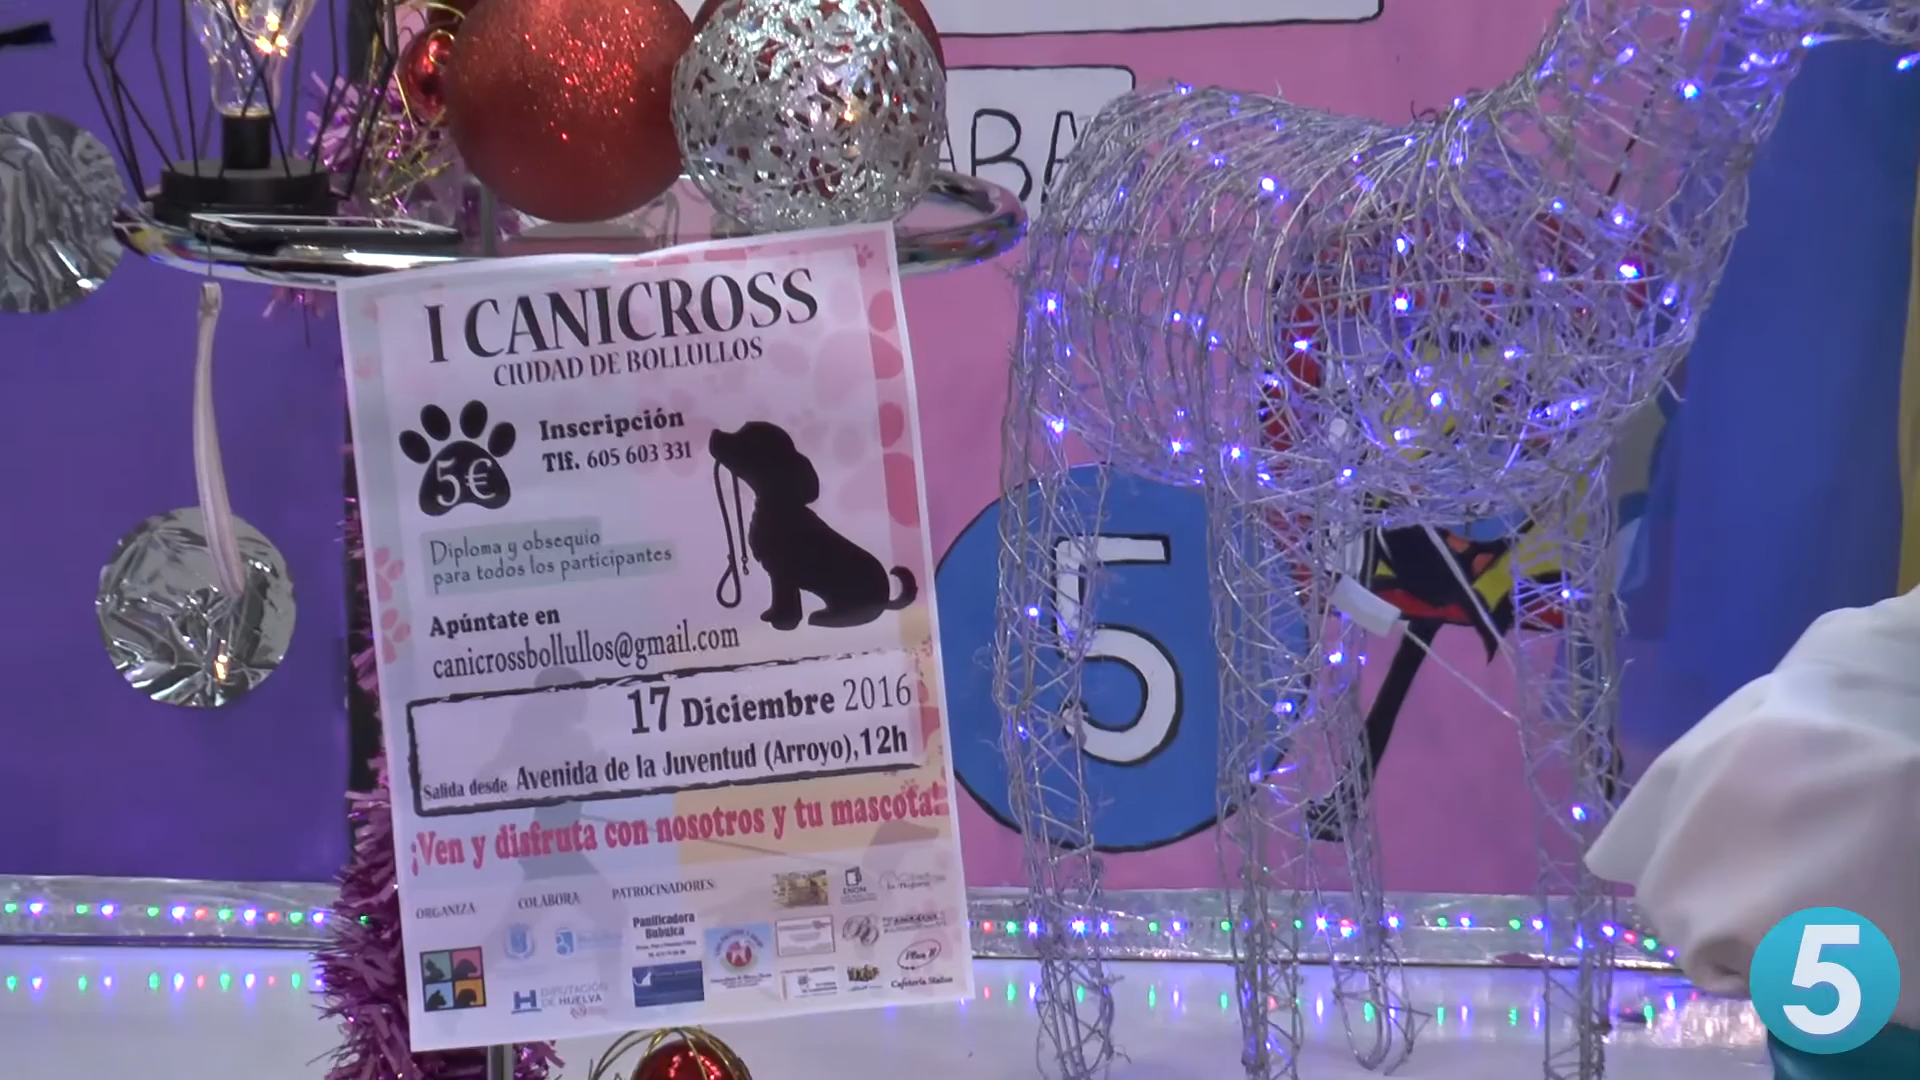 ABA
I CANICROSS
CIUDAD DE BOLLULLOS
5€
Inscripción
Tlf. 605 603 331
Diploma y obsequio
para todos los participantes
Apúntate en
canicrossbollullos@gmail.com
17 Diciembre 2016
Salida desde Avenida de la Juventud (Arroyo), 12h
¡Ven y disfruta con nosotros y tu mascota!
ORGANIZA
COLABORA
PATROCINADORES:
Panificadora
DIPUTACIÓN
DE HUELVA
Cafetería
5
5